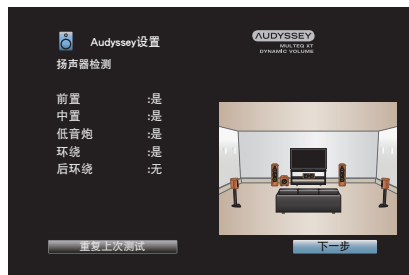 Audyssey设置
AUDYSSEY
MULTEQ XT
DYNAMIC VOLUME
扬声器检测
前置 :是
中置 :是
低音炮 :是
环绕 :是
后环绕 :无
重复上次测试
下一步